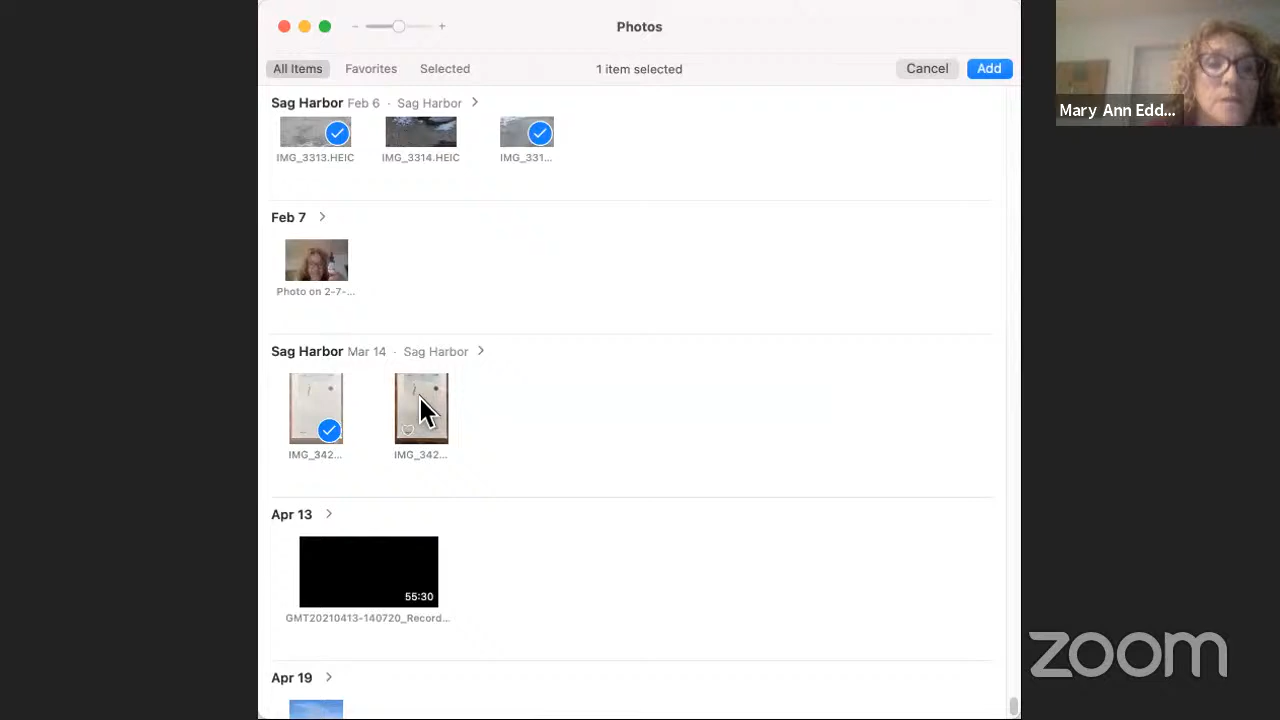 Photos
All Items Favorites Selected 1 item selected Cancel Add
Mary Ann Edd...
Sag Harbor Feb 6 · Sag Harbor >
IMG_3313.HEIC IMG_3314.HEIC IMG_331...
Feb 7 >
Photo on 2-7-...
Sag Harbor Mar 14 · Sag Harbor >
IMG_342... IMG_342...
Apr 13 >
55:30
GMT20210413-140720_Record...
Apr 19 >
zoom